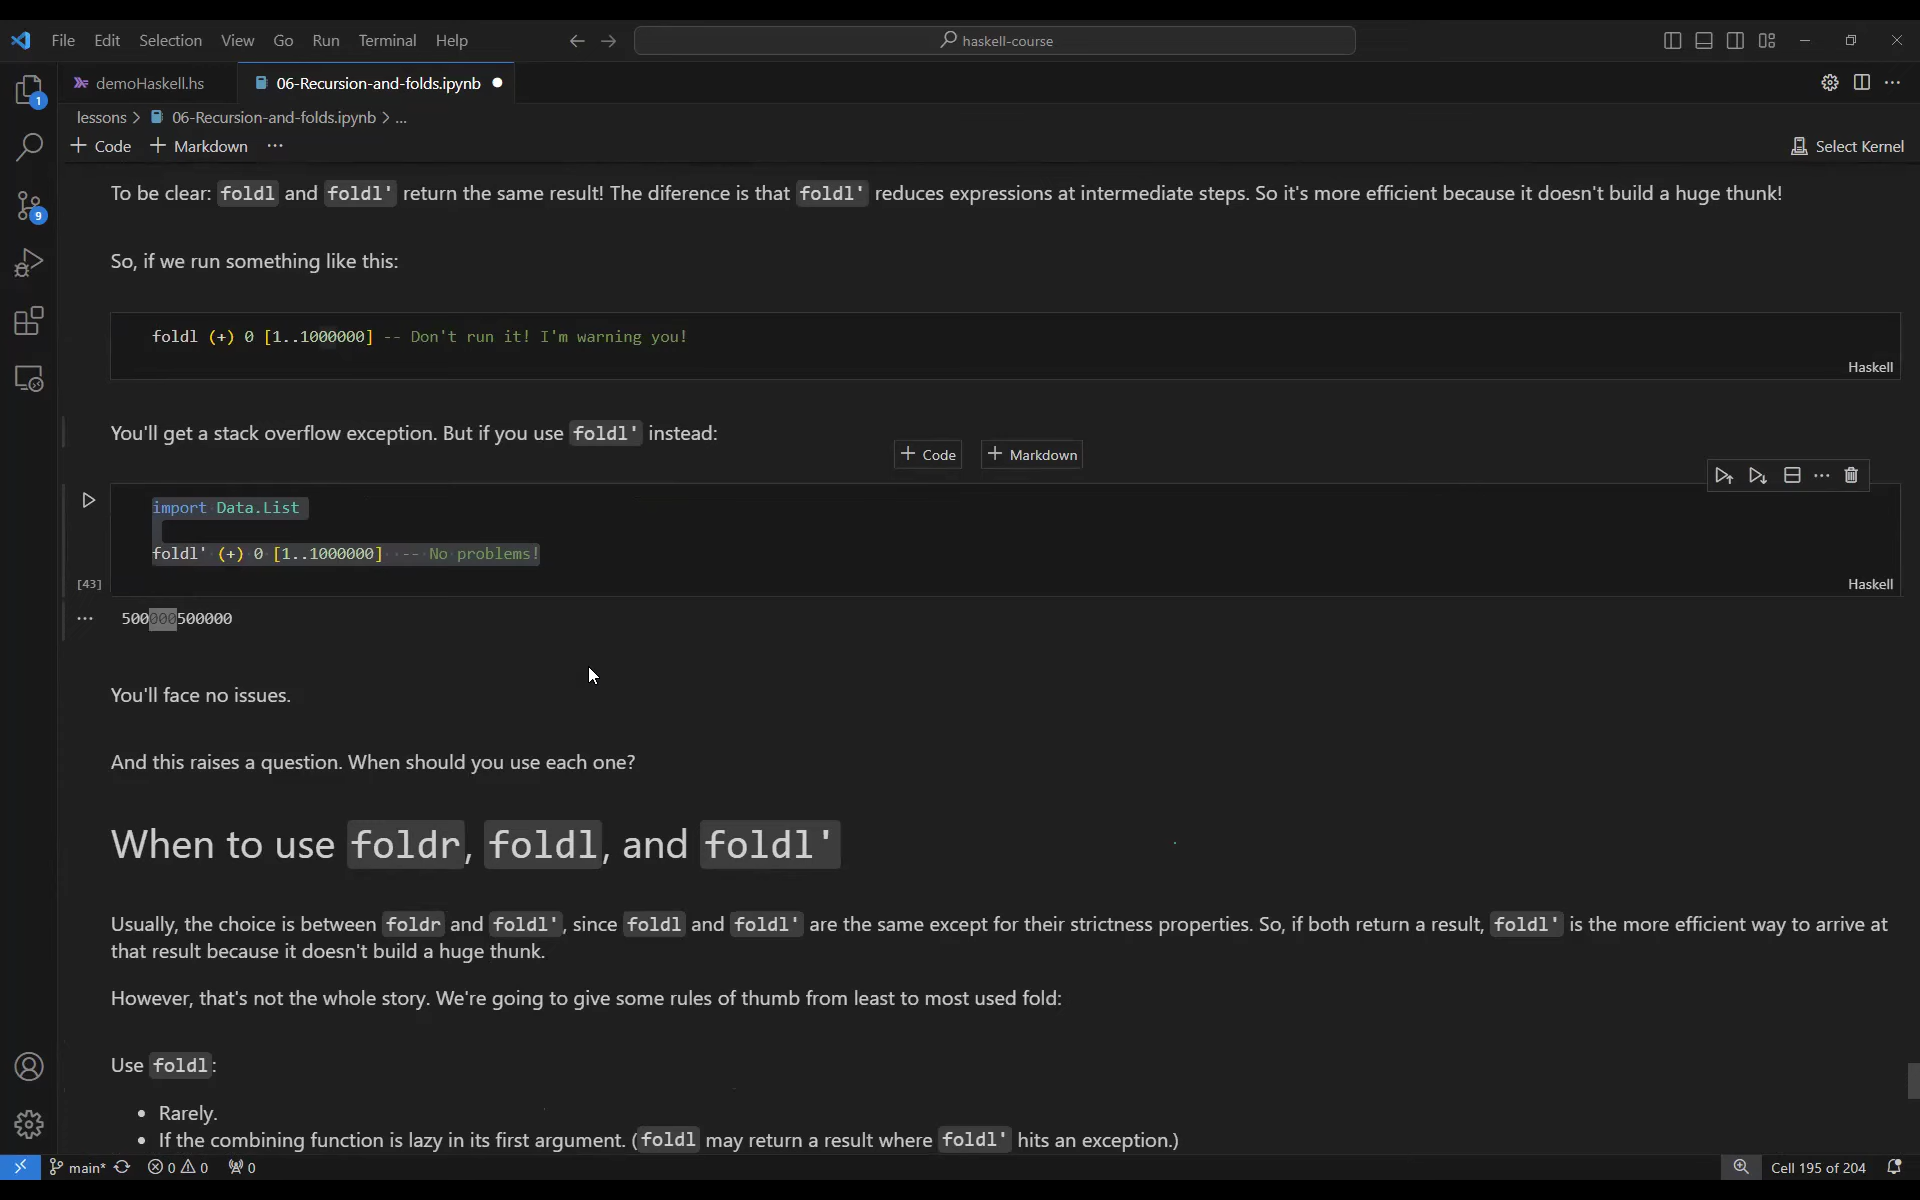 File Edit Selection View Go Run Terminal Help
haskell-course
demoHaskell.hs
06-Recursion-and-folds.ipynb
lessons > 06-Recursion-and-folds.ipynb > ...
+ Code + Markdown ...
Select Kernel
1
9
To be clear: foldl and foldl' return the same result! The diference is that foldl' reduces expressions at intermediate steps. So it's more efficient because it doesn't build a huge thunk!
So, if we run something like this:
foldl (+) 0 [1..1000000] -- Don't run it! I'm warning you!
Haskell
You'll get a stack overflow exception. But if you use foldl' instead:
+ Code + Markdown
import Data.List
foldl' (+) 0 [1..1000000] -- No problems!
[43]
Haskell
500000500000
You'll face no issues.
And this raises a question. When should you use each one?
When to use foldr, foldl, and foldl'
Usually, the choice is between foldr and foldl', since foldl and foldl' are the same except for their strictness properties. So, if both return a result, foldl' is the more efficient way to arrive at
that result because it doesn't build a huge thunk.
However, that's not the whole story. We're going to give some rules of thumb from least to most used fold:
Use foldl:
• Rarely.
• If the combining function is lazy in its first argument. (foldl may return a result where foldl' hits an exception.)
main* 0 0 0
Cell 195 of 204